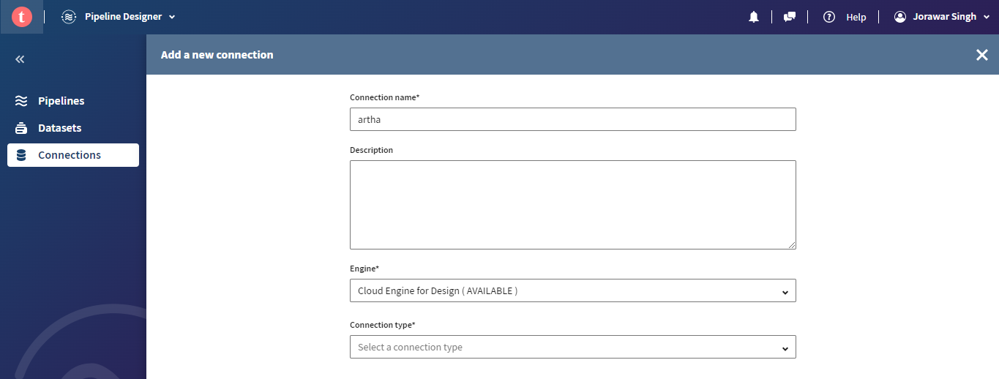 t
Pipeline Designer
Help
Jorawar Singh
Add a new connection
Pipelines
Datasets
Connections
Connection name*
artha
Description
Engine*
Cloud Engine for Design ( AVAILABLE )
Connection type*
Select a connection type